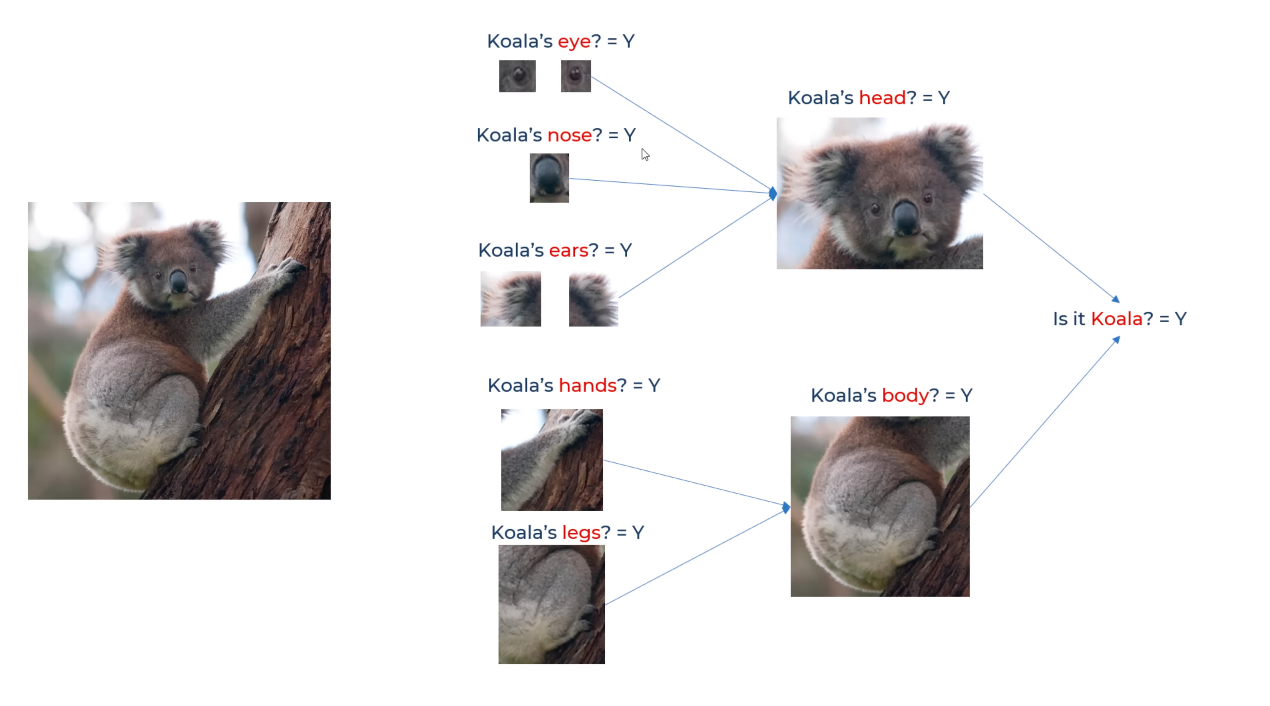 Koala’s eye? = Y
Koala’s nose? = Y
Koala’s ears? = Y
Koala’s hands? = Y
Koala’s legs? = Y
Koala’s head? = Y
Koala’s body? = Y
Is it Koala? = Y